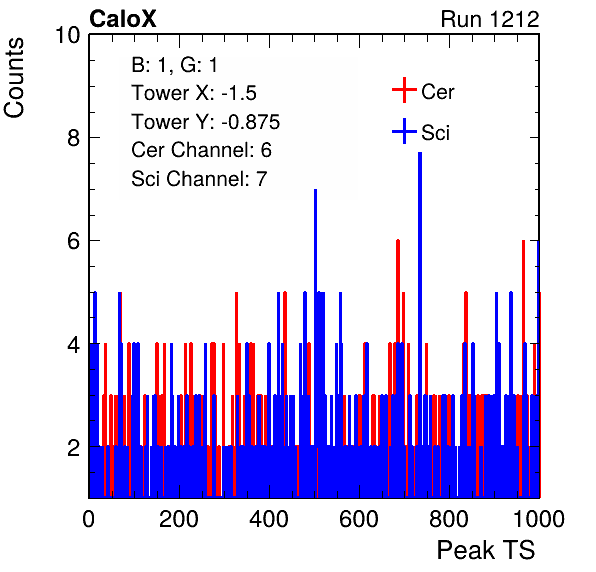 CaloX Run 1212
Counts
10
8
6
4
2
B: 1, G: 1
Tower X: -1.5
Tower Y: -0.875
Cer Channel: 6
Sci Channel: 7
Cer
Sci
0 200 400 600 800 1000
Peak TS